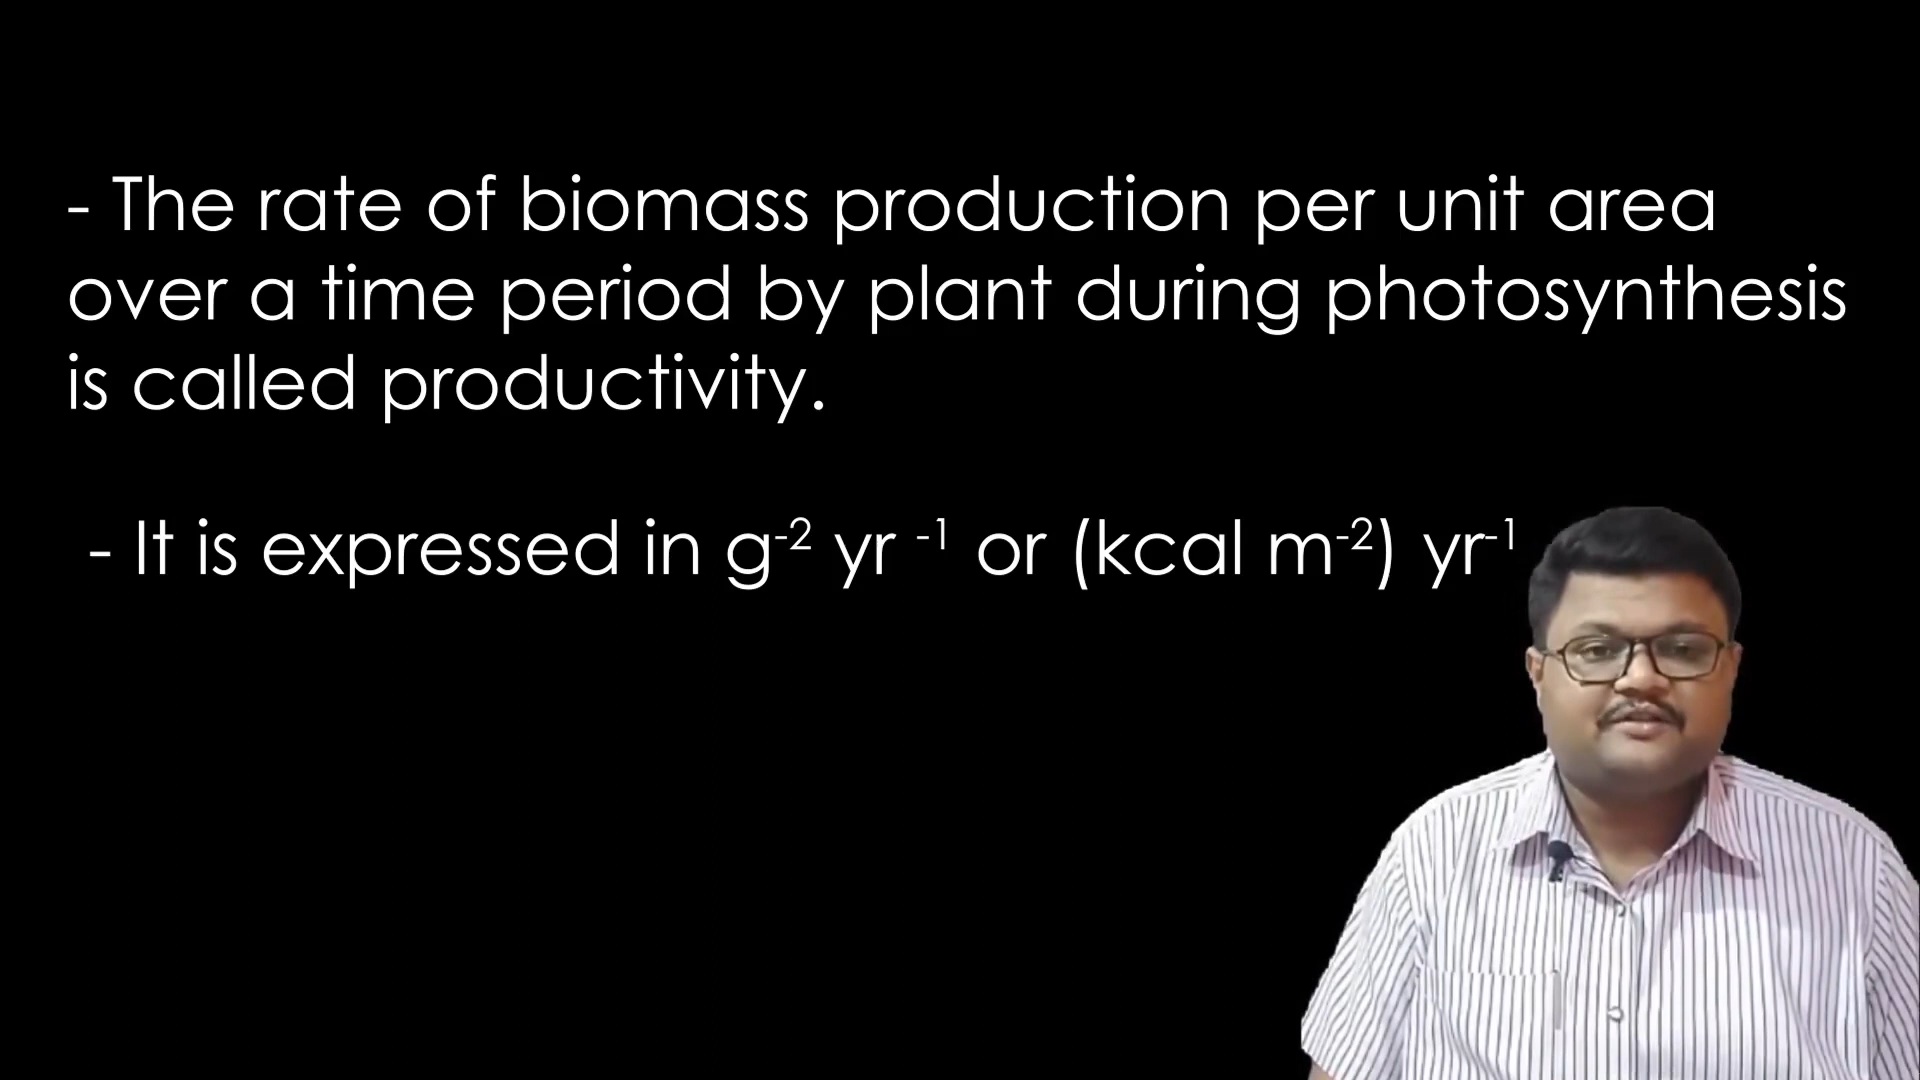 - The rate of biomass production per unit area
over a time period by plant during photosynthesis
is called productivity.
- It is expressed in g⁻² yr ⁻¹ or (kcal m⁻²) yr⁻¹